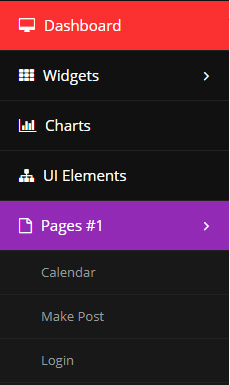 Dashboard
Widgets
Charts
UI Elements
Pages #1
Calendar
Make Post
Login